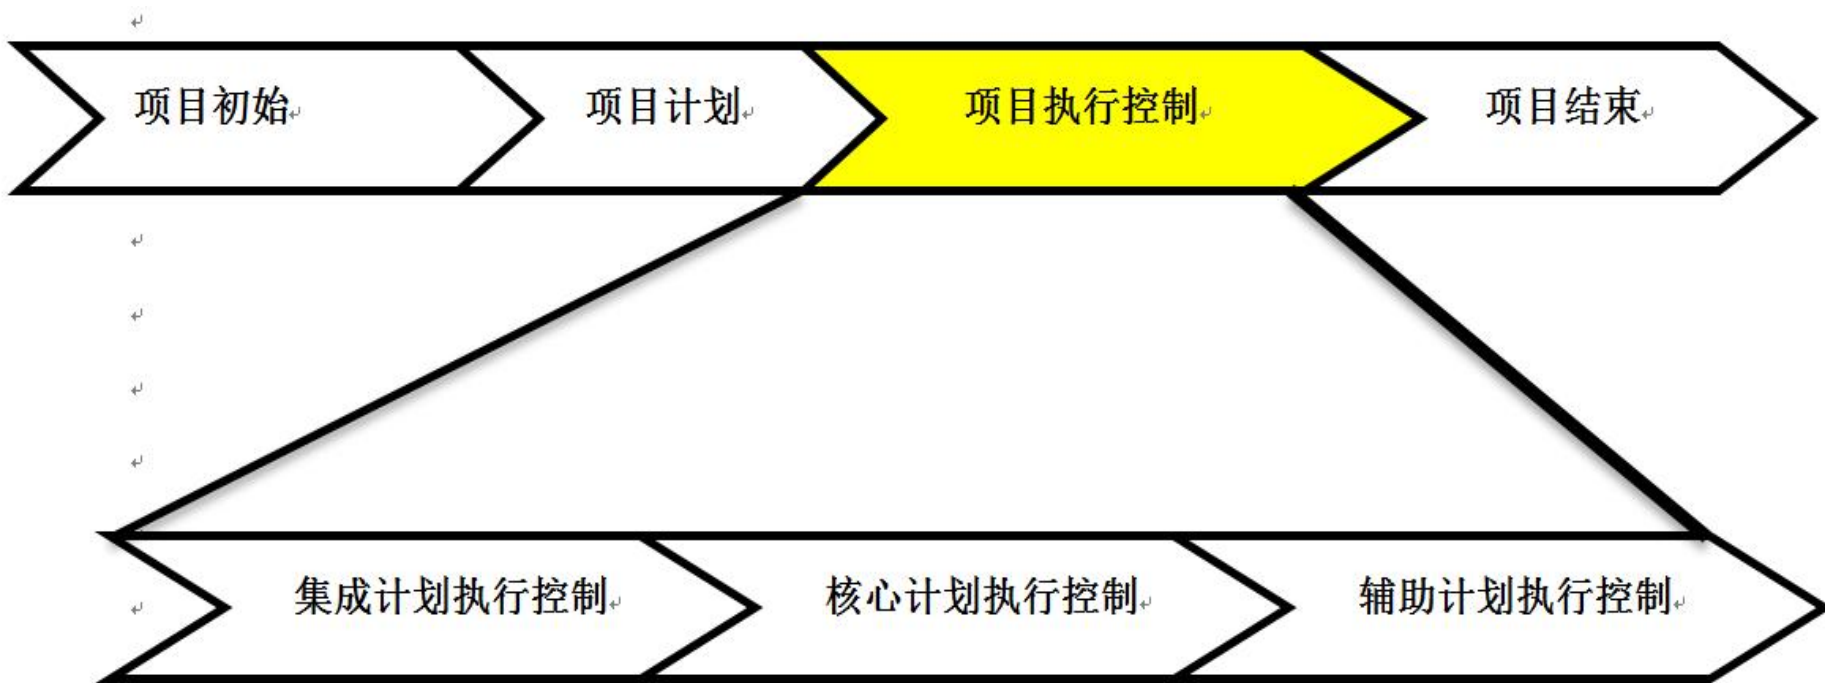 项目初始
项目计划
项目执行控制
项目结束
集成计划执行控制
核心计划执行控制
辅助计划执行控制